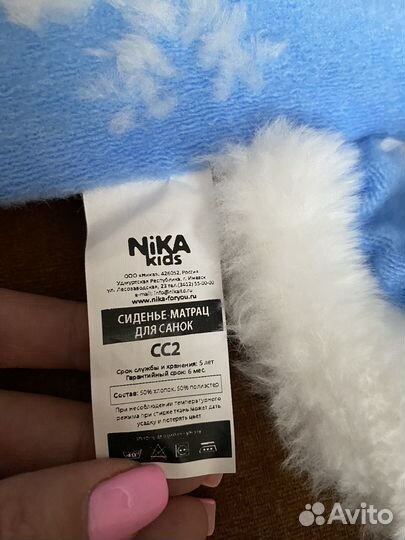 NiKA
kids
ООО «Ника», 426052, Россия
Удмуртская Республика, г. Ижевск
ул. Лесозаводская, 23 тел.(3412) 55-00-00
www.nika-foryou.ru
СИДЕНЬЕ-МАТРАЦ
ДЛЯ САНОК
СС2
Срок службы и хранения: 5 лет
Гарантийный срок: 6 мес.
Состав: 50% хлопок, 50% полиэстер
При несоблюдении температурного
режима при стирке ткань может дать
усадку и потерять цвет
40°
Avito